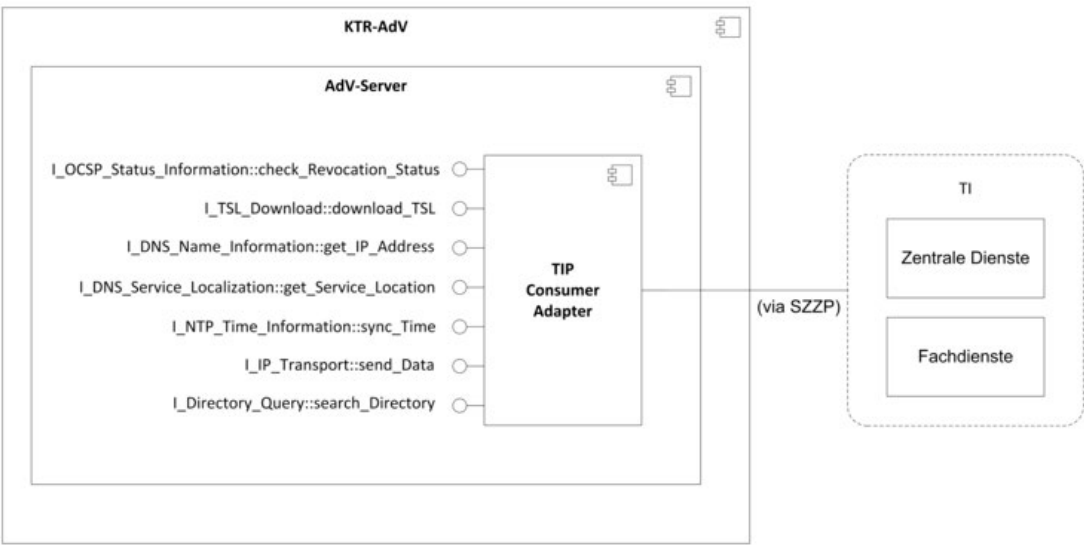 KTR-AdV
AdV-Server
I_OCSP_Status_Information::check_Revocation_Status
I_TSL_Download::download_TSL
I_DNS_Name_Information::get_IP_Address
I_DNS_Service_Localization::get_Service_Location
I_NTP_Time_Information::sync_Time
I_IP_Transport::send_Data
I_Directory_Query::search_Directory
TIP
Consumer
Adapter
(via SZZP)
TI
Zentrale Dienste
Fachdienste